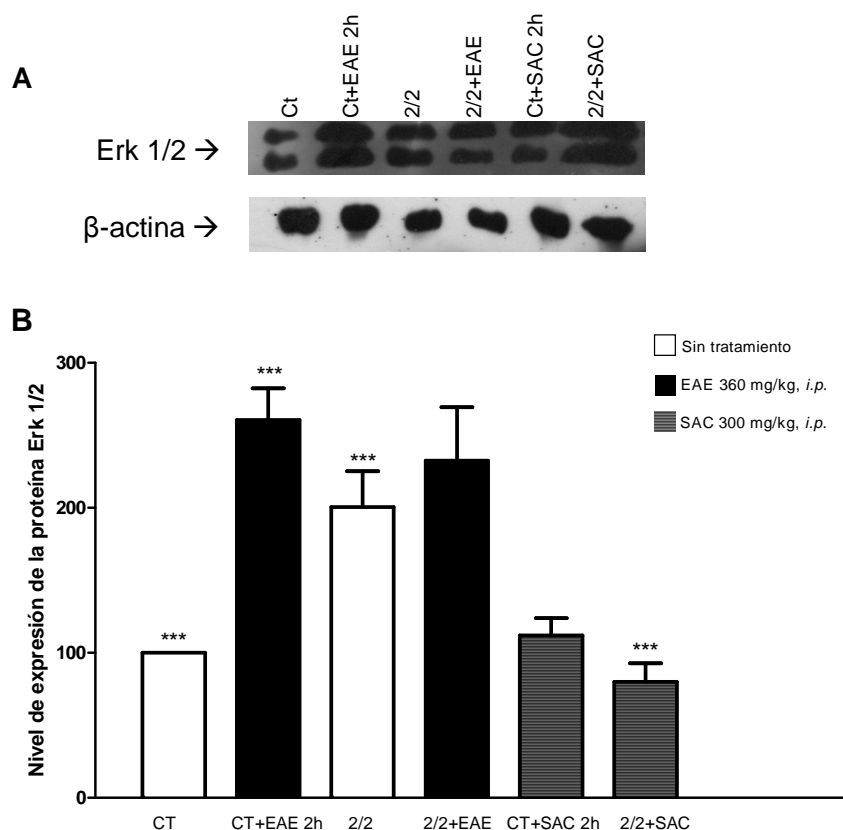 A
Ct
Ct+EAE 2h
2/2
2/2+EAE
Ct+SAC 2h
2/2+SAC
Erk 1/2 →
β-actina →
B
Nivel de expresión de la proteína Erk 1/2
300
200
100
0
***
***
***
***
Sin tratamiento
EAE 360 mg/kg, i.p.
SAC 300 mg/kg, i.p.
CT
CT+EAE 2h
2/2
2/2+EAE
CT+SAC 2h
2/2+SAC